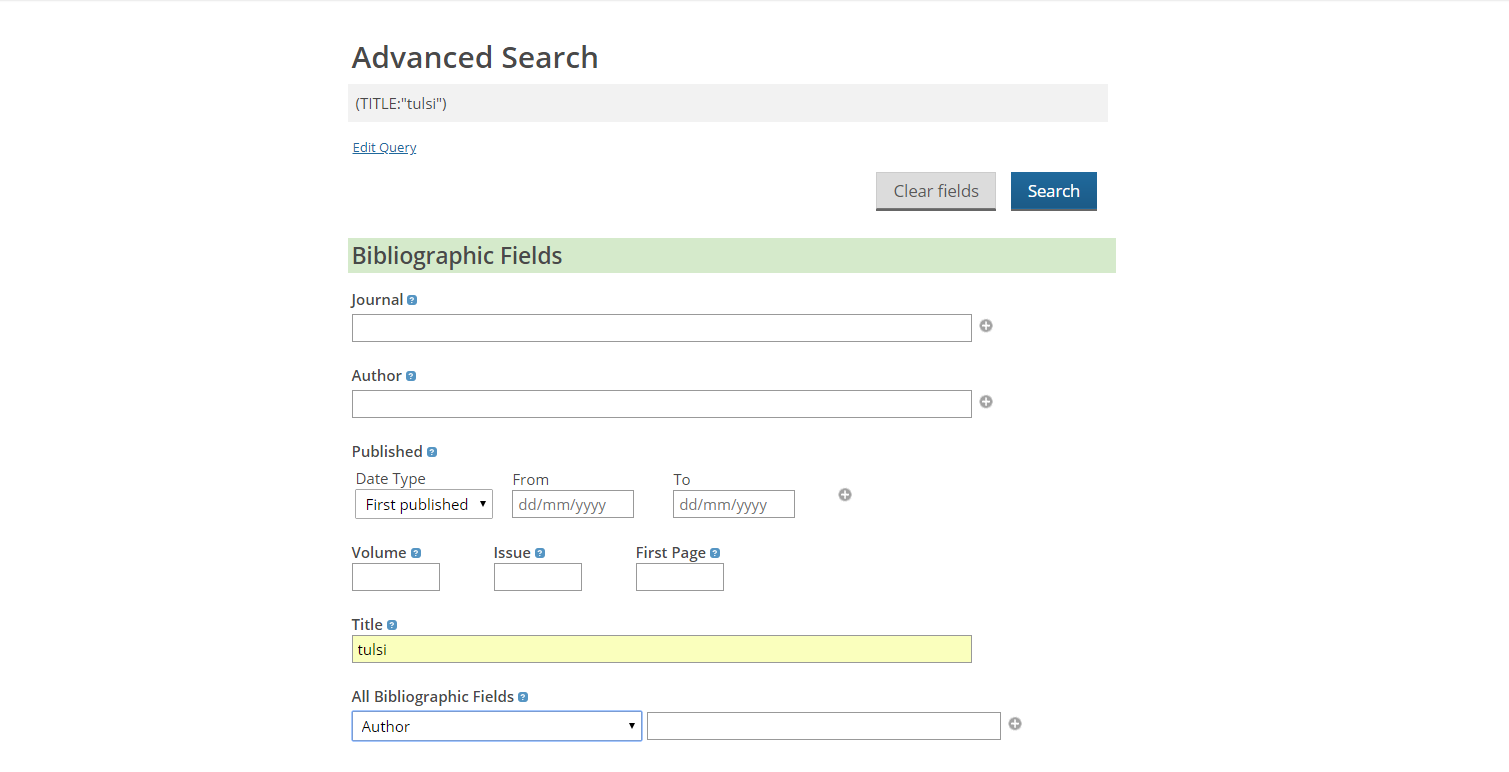 Advanced Search
(TITLE:"tulsi")
Edit Query
Clear fields Search
Bibliographic Fields
Journal ?
Author ?
Published ?
Date Type From To
First published dd/mm/yyyy dd/mm/yyyy
Volume ? Issue ? First Page ?
Title ?
tulsi
All Bibliographic Fields ?
Author